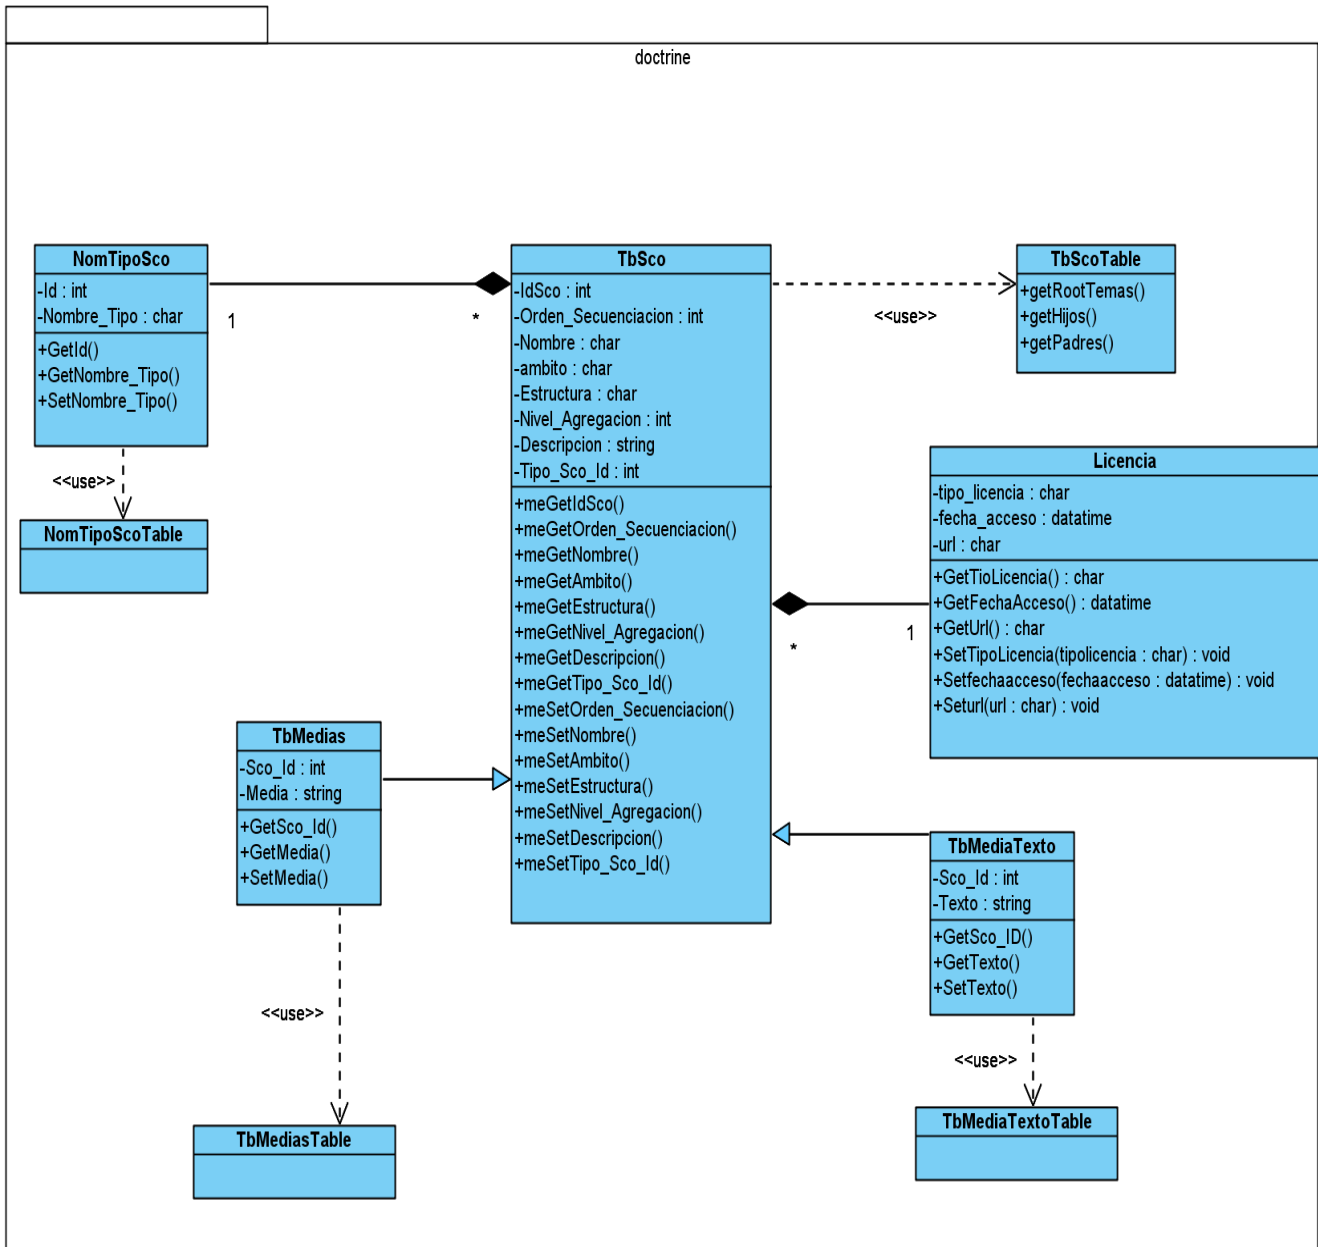 doctrine
NomTipoSco
-Id : int
-Nombre_Tipo : char
+GetId()
+GetNombre_Tipo()
+SetNombre_Tipo()
1
*
<<use>>
NomTipoScoTable
TbSco
-IdSco : int
-Orden_Secuenciacion : int
-Nombre : char
-ambito : char
-Estructura : char
-Nivel_Agregacion : int
-Descripcion : string
-Tipo_Sco_Id : int
+meGetIdSco()
+meGetOrden_Secuenciacion()
+meGetNombre()
+meGetAmbito()
+meGetEstructura()
+meGetNivel_Agregacion()
+meGetDescripcion()
+meGetTipo_Sco_Id()
+meSetOrden_Secuenciacion()
+meSetNombre()
+meSetAmbito()
+meSetEstructura()
+meSetNivel_Agregacion()
+meSetDescripcion()
+meSetTipo_Sco_Id()
<<use>>
TbScoTable
+getRootTemas()
+getHijos()
+getPadres()
Licencia
-tipo_licencia : char
-fecha_acceso : datatime
-url : char
+GetTioLicencia() : char
+GetFechaAcceso() : datatime
+GetUrl() : char
+SetTipoLicencia(tipolicencia : char) : void
+Setfechaacceso(fechaacceso : datatime) : void
+Seturl(url : char) : void
*
1
TbMedias
-Sco_Id : int
-Media : string
+GetSco_Id()
+GetMedia()
+SetMedia()
<<use>>
TbMediasTable
TbMediaTexto
-Sco_Id : int
-Texto : string
+GetSco_ID()
+GetTexto()
+SetTexto()
<<use>>
TbMediaTextoTable